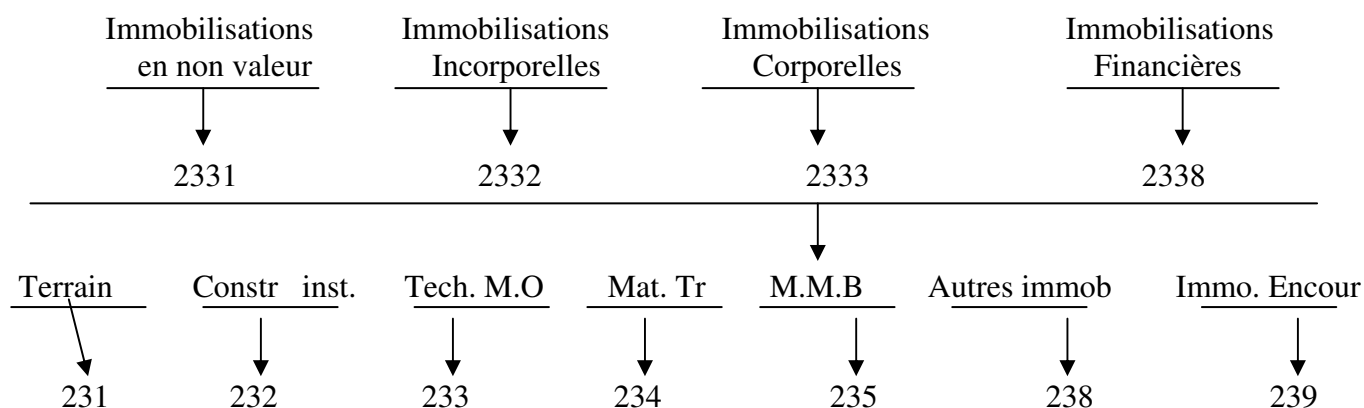 Immobilisations Immobilisations Immobilisations Immobilisations
en non valeur Incorporelles Corporelles Financières
2331 2332 2333 2338
Terrain Constr inst. Tech. M.O Mat. Tr M.M.B Autres immob Immo. Encour
231 232 233 234 235 238 239